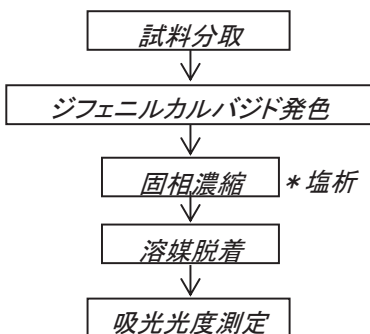 試料分取
ジフェニルカルバジド発色
固相濃縮 *塩析
溶媒脱着
吸光光度測定